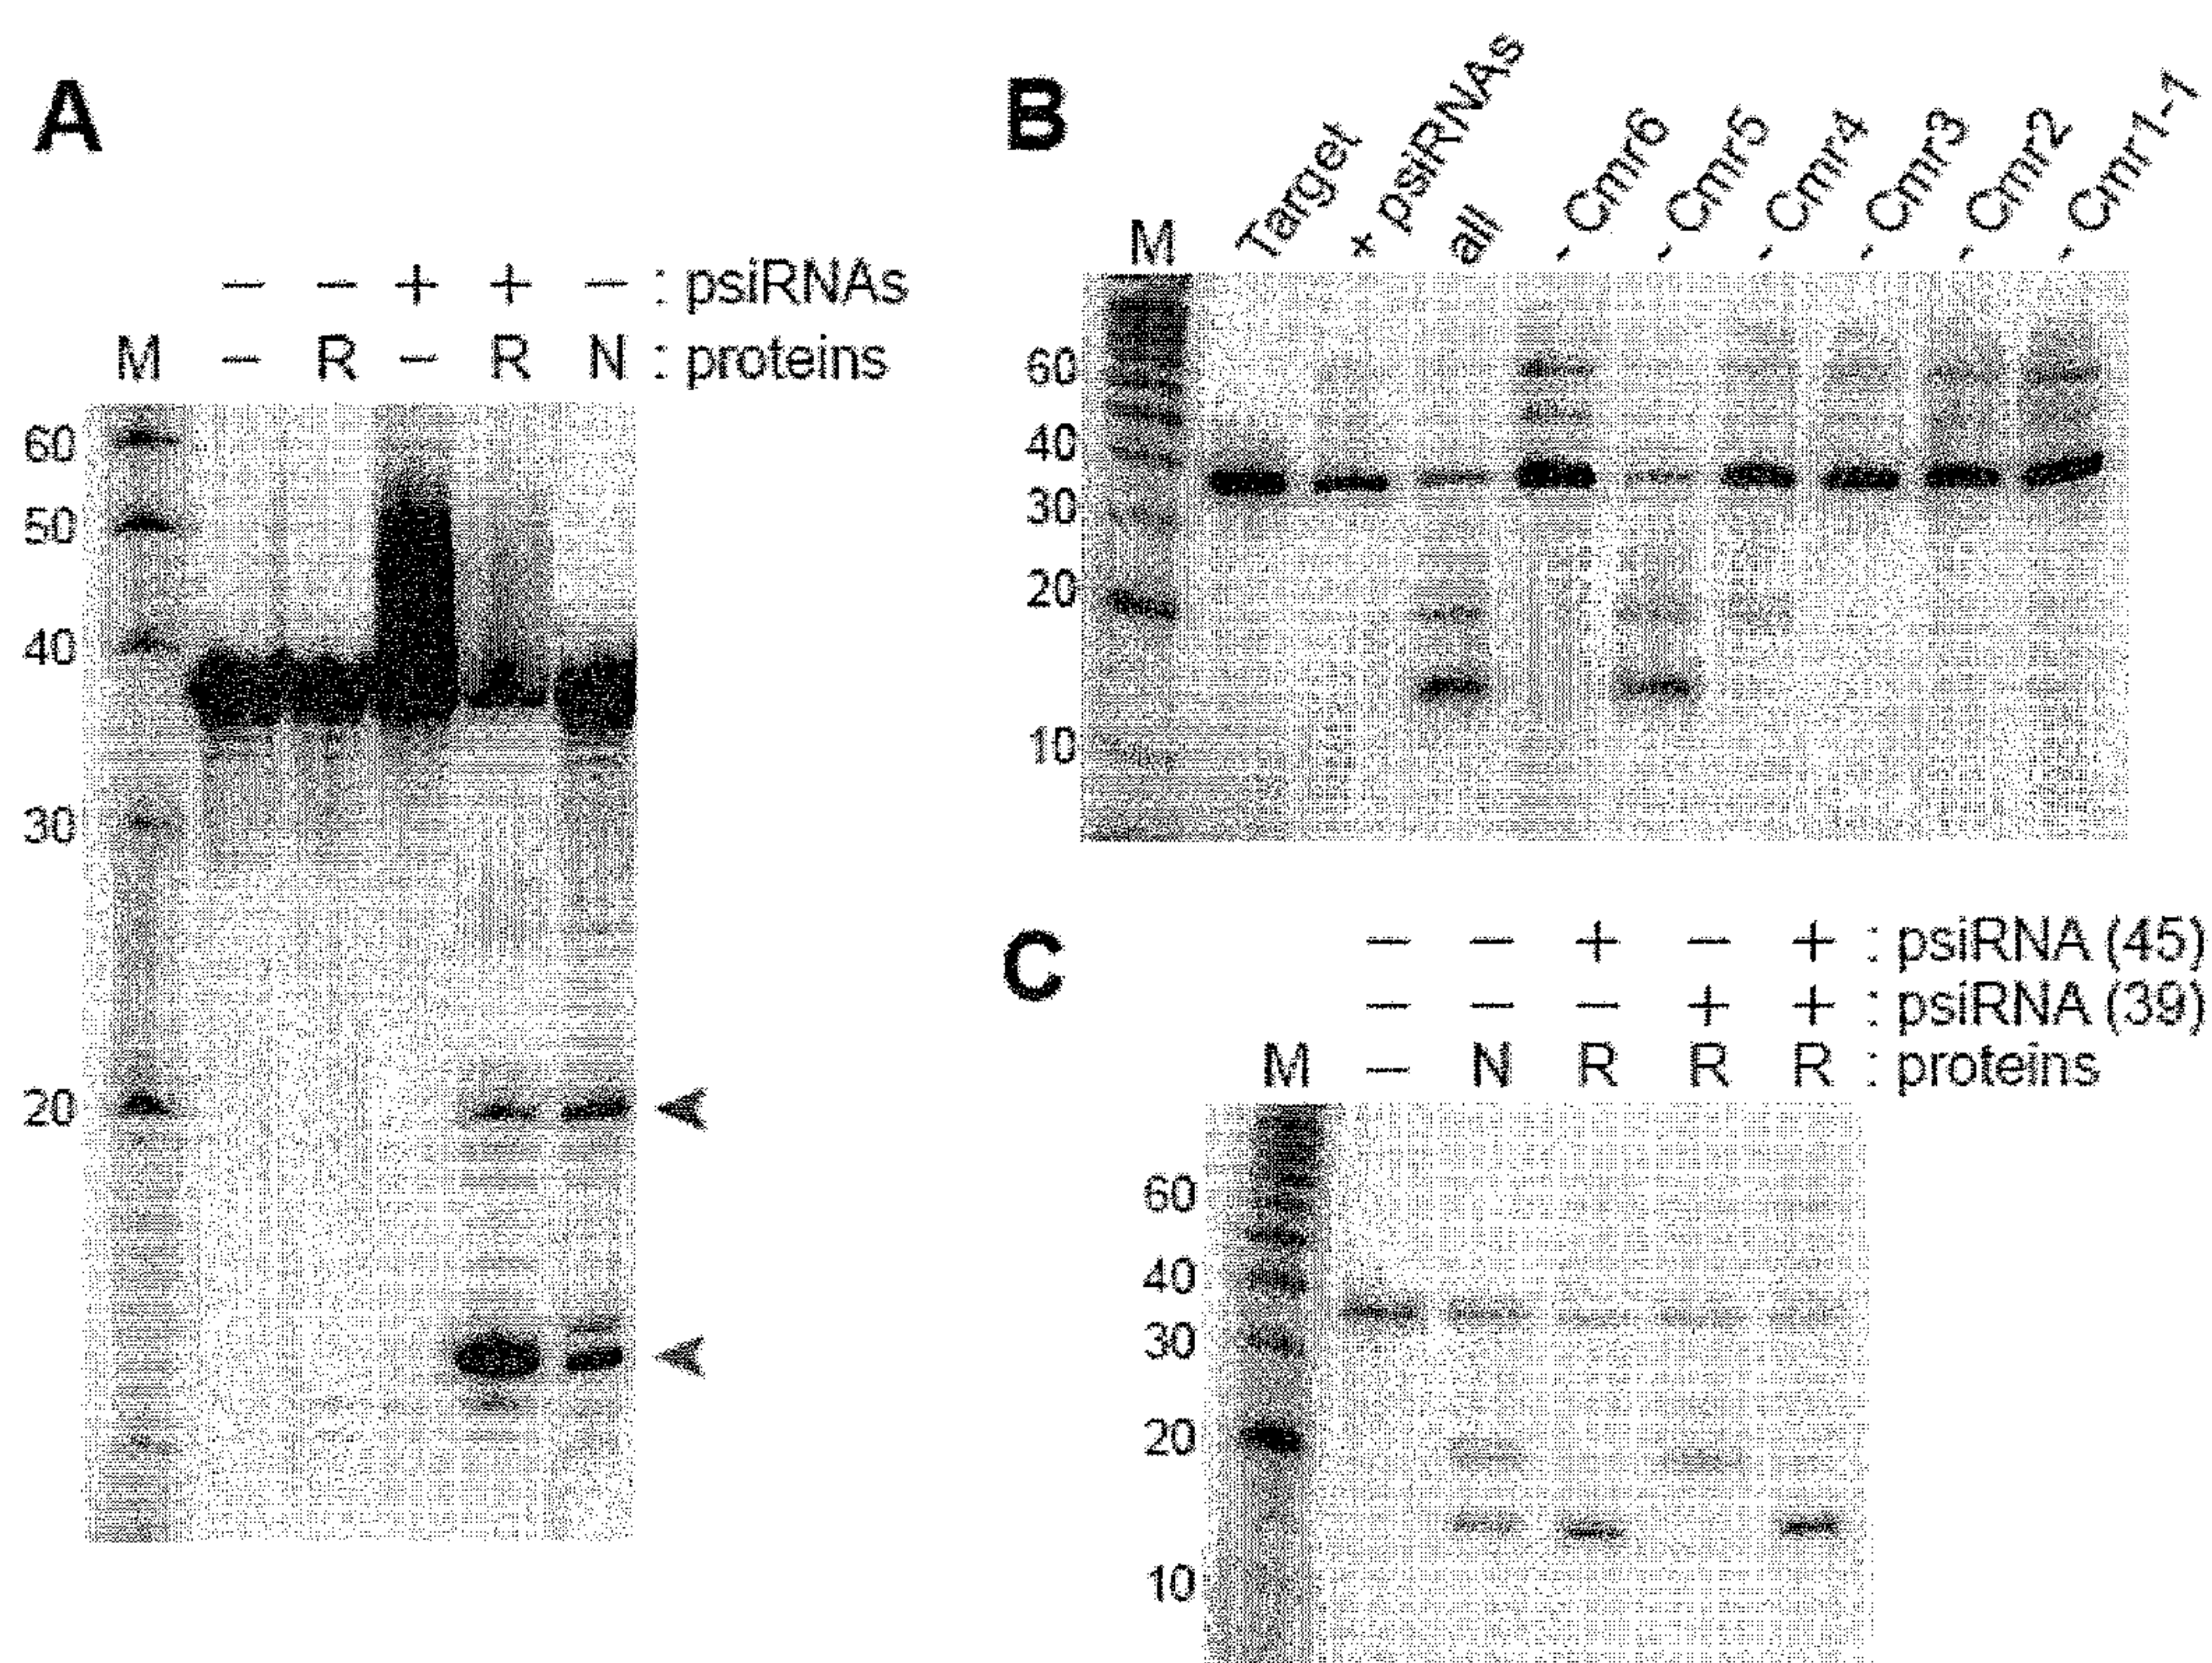 A
− − + + − : psiRNAs
M − R − R N : proteins
60
50
40
30
20
B
M Target + psiRNAs all - Cmr6 - Cmr5 - Cmr4 - Cmr3 - Cmr2 - Cmr1-1
60
40
30
20
10
C
− − + − + : psiRNA (45)
− − − + + : psiRNA (39)
M − N R R R : proteins
60
40
30
20
10